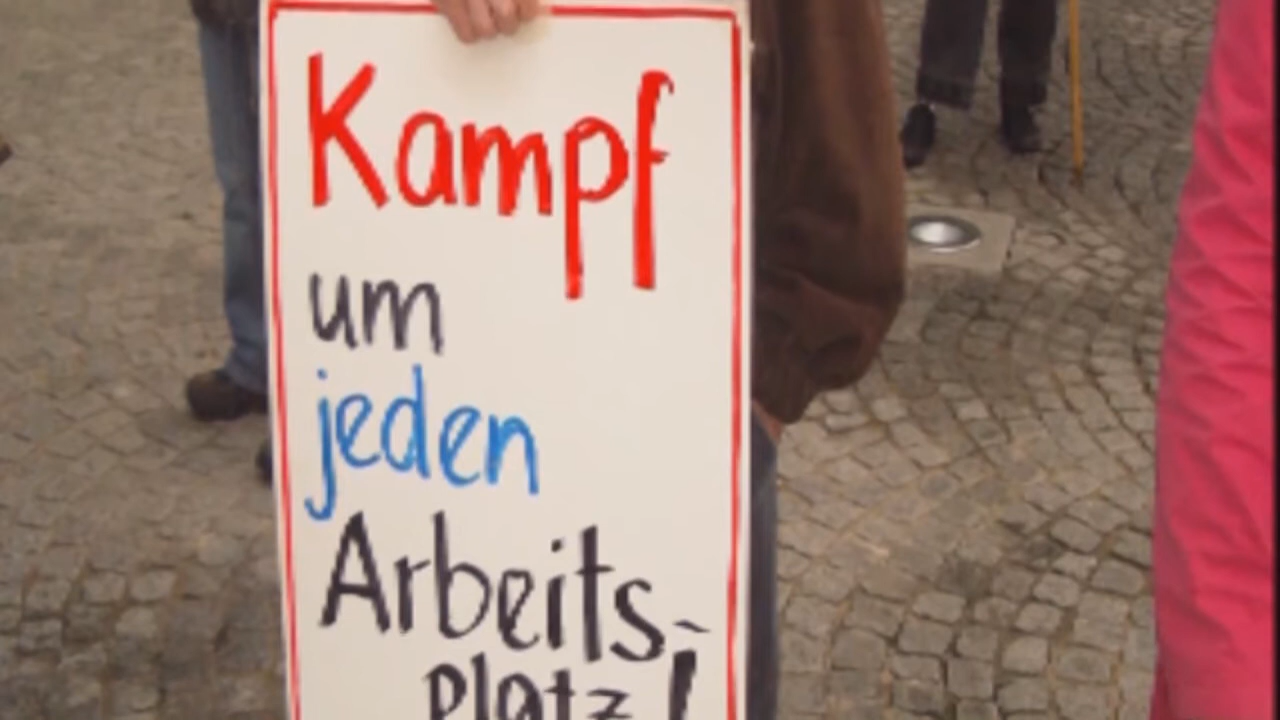 Kampf
um
jeden
Arbeits-
platz!